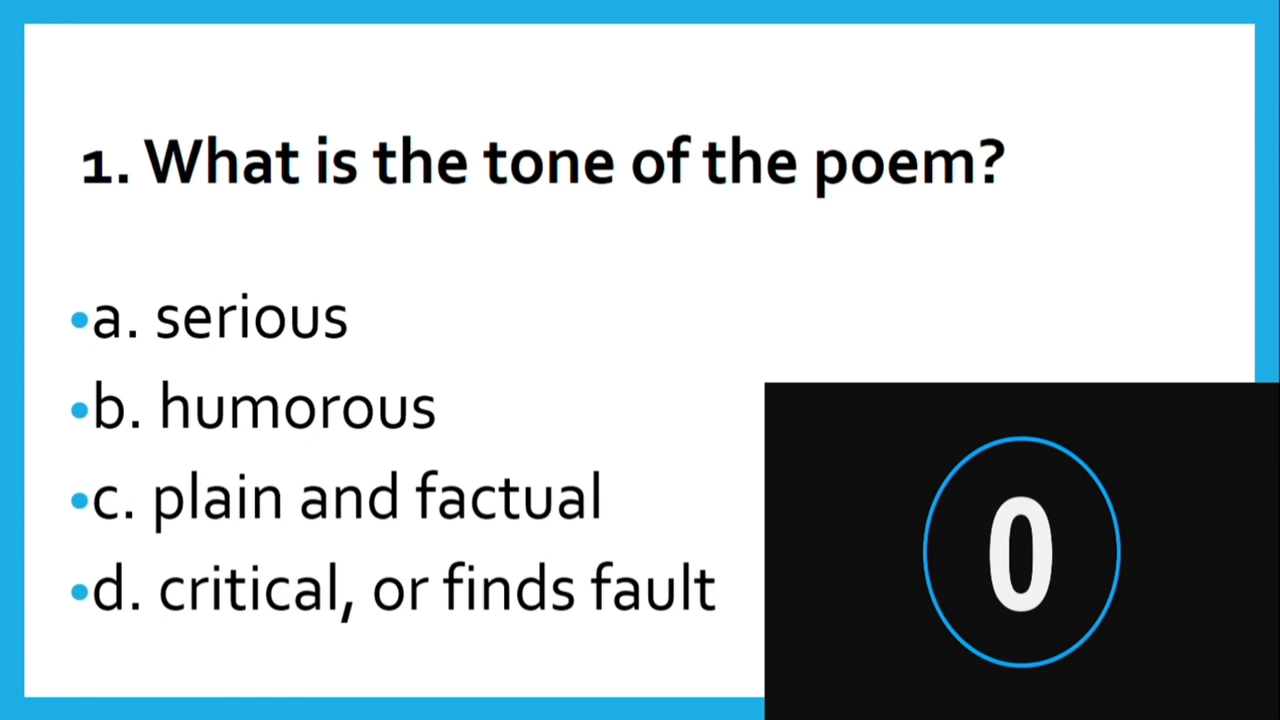 1. What is the tone of the poem?
•a. serious
•b. humorous
•c. plain and factual
•d. critical, or finds fault
0